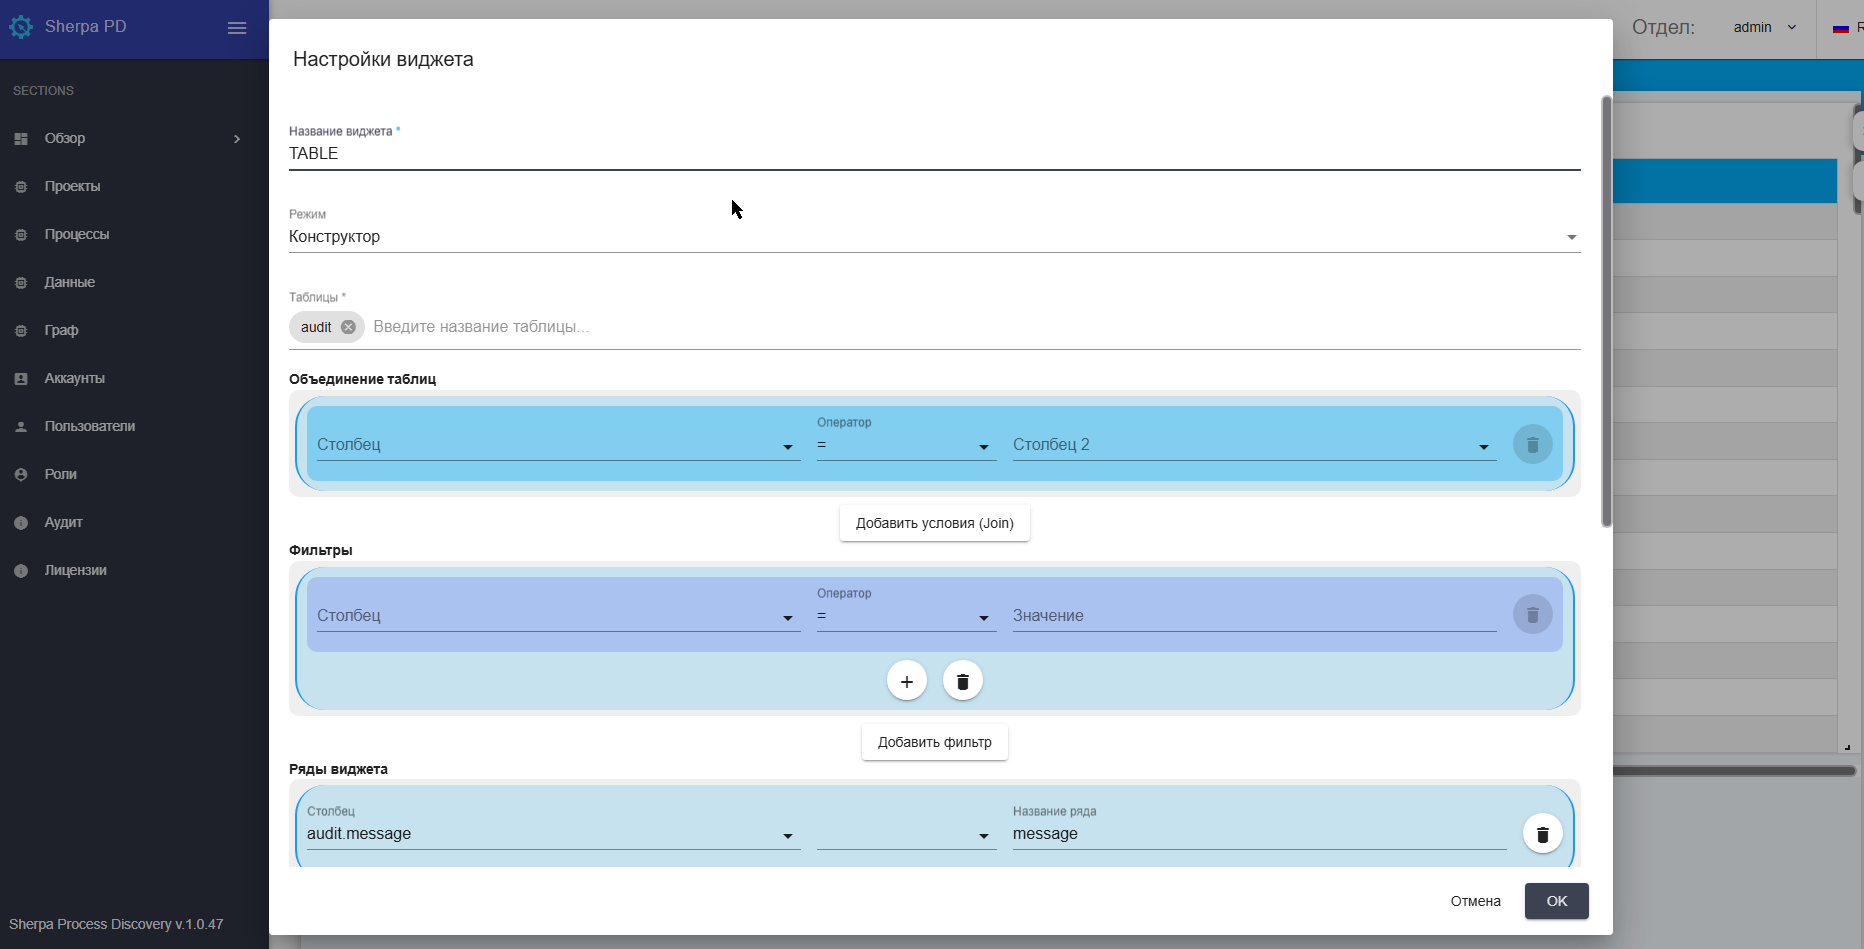 Sherpa PD
Отдел:
admin
R
SECTIONS
Обзор
Проекты
Процессы
Данные
Граф
Аккаунты
Пользователи
Роли
Аудит
Лицензии
Sherpa Process Discovery v.1.0.47
Настройки виджета
Название виджета *
TABLE
Режим
Конструктор
Таблицы *
audit
Введите название таблицы...
Объединение таблиц
Столбец
Оператор
=
Столбец 2
Добавить условия (Join)
Фильтры
Столбец
Оператор
=
Значение
+
Добавить фильтр
Ряды виджета
Столбец
audit.message
Название ряда
message
Отмена
OK